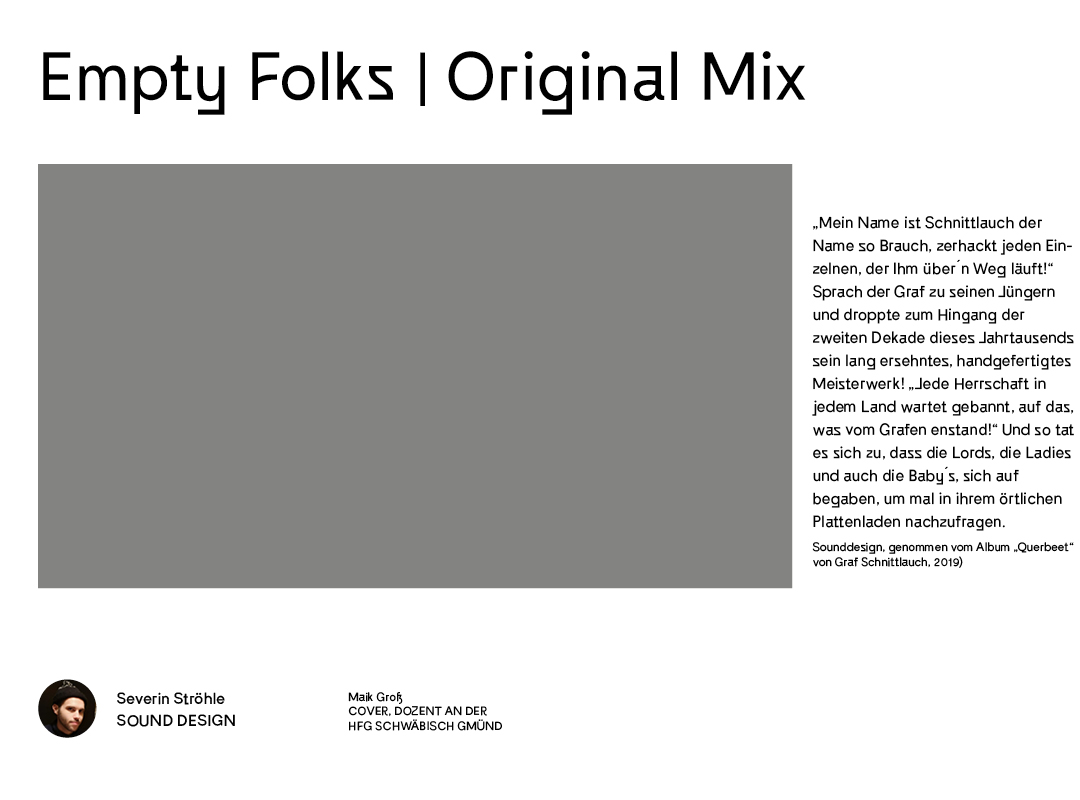 Empty Folks | Original Mix
„Mein Name ist Schnittlauch der
Name so Brauch, zerhackt jeden Ein-
zelnen, der Ihm über´n Weg läuft!“
Sprach der Graf zu seinen Jüngern
und droppte zum Hingang der
zweiten Dekade dieses Jahrtausends
sein lang ersehntes, handgefertigtes
Meisterwerk! „Jede Herrschaft in
jedem Land wartet gebannt, auf das,
was vom Grafen enstand!“ Und so tat
es sich zu, dass die Lords, die Ladies
und auch die Baby´s, sich auf
begaben, um mal in ihrem örtlichen
Plattenladen nachzufragen.
Sounddesign, genommen vom Album „Querbeet“
von Graf Schnittlauch, 2019)
Severin Ströhle
SOUND DESIGN
Maik Groß
COVER, DOZENT AN DER
HFG SCHWÄBISCH GMÜND